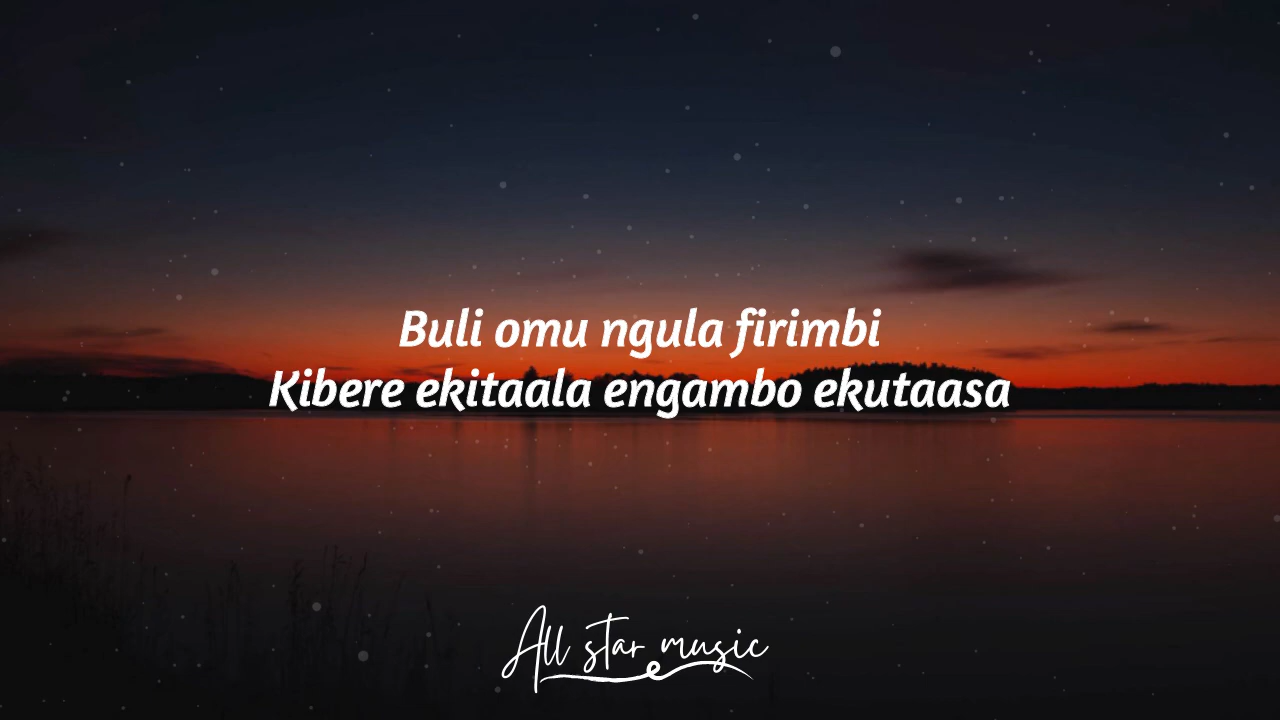 Buli omu ngula firimbi
Kibere ekitaala engambo ekutaasa
All star music